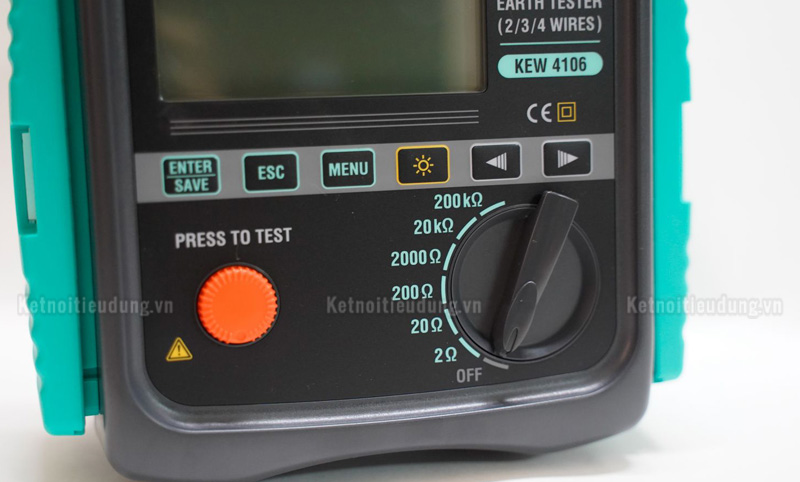 EARTH TESTER
(2/3/4 WIRES)
KEW 4106
CE
ENTER
SAVE
ESC
MENU
200kΩ
20kΩ
2000Ω
200Ω
20Ω
2Ω
OFF
PRESS TO TEST
Ketnoitieudung.vn
Ketnoitieudung.vn
Ketnoitieudung.vn